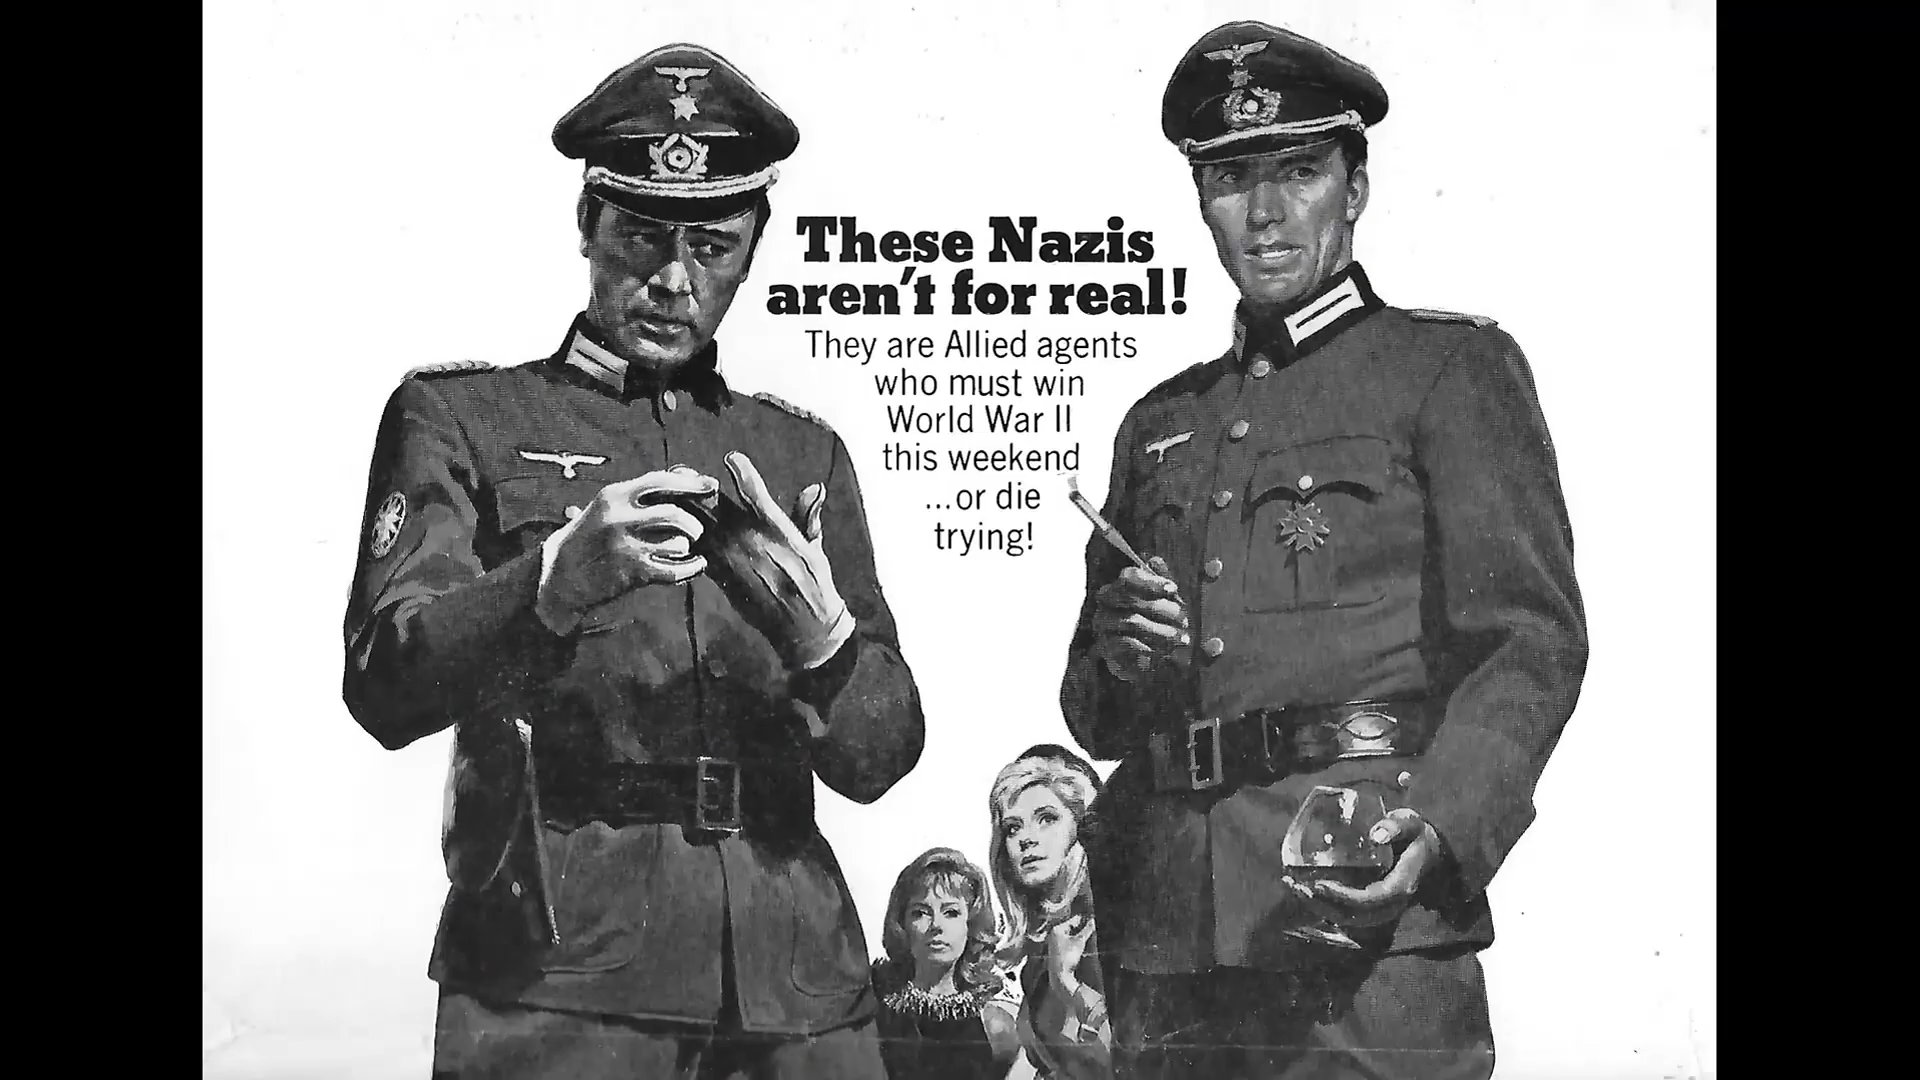 These Nazis
aren't for real!
They are Allied agents
who must win
World War II
this weekend
...or die
trying!